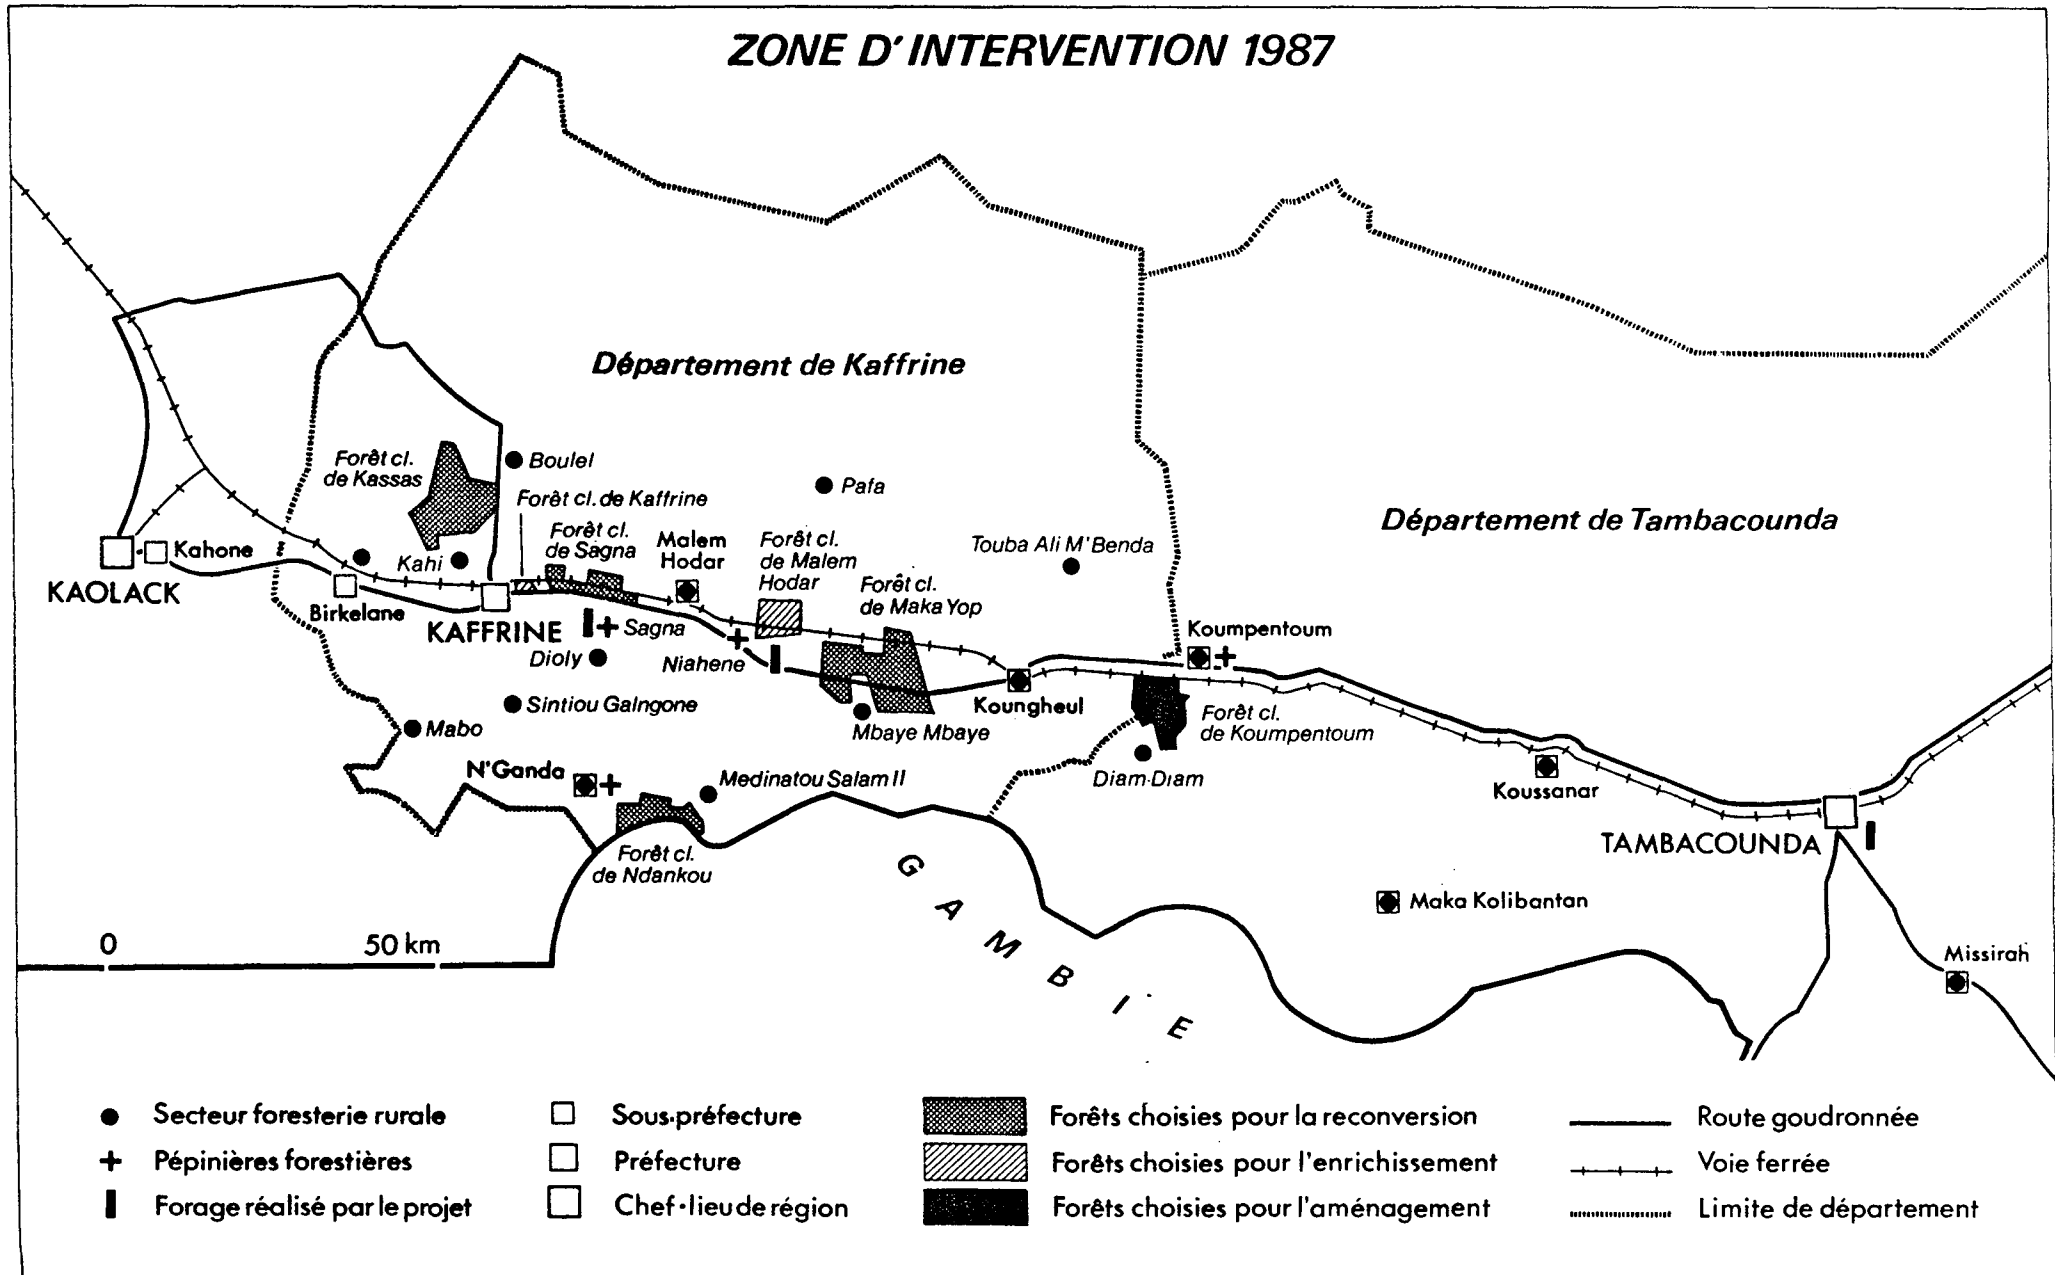 ZONE D'INTERVENTION 1987
Département de Kaffrine
Forêt cl.
de Kassas
Boulel
Pafa
Forêt cl. de Kaffrine
Forêt cl.
de Sagna
Malem
Hodar
Forêt cl.
de Malem
Hodar
Forêt cl.
de Maka Yop
Touba Ali M'Benda
Département de Tambacounda
Kahone
KAOLACK
Kahi
Birkelane
KAFFRINE
Sagna
Dioly
Niahene
Koumpentoum
Koungheul
Sintiou Galngone
Mabo
Mbaye Mbaye
Forêt cl.
de Koumpentoum
N'Ganda
Medinatou Salam II
Diam-Diam
Koussanar
TAMBACOUNDA
Forêt cl.
de Ndankou
GAMBIE
Maka Kolibantan
Missirah
0 50 km
Secteur foresterie rurale
Pépinières forestières
Forage réalisé par le projet
Sous-préfecture
Préfecture
Chef-lieu de région
Forêts choisies pour la reconversion
Forêts choisies pour l'enrichissement
Forêts choisies pour l'aménagement
Route goudronnée
Voie ferrée
Limite de département